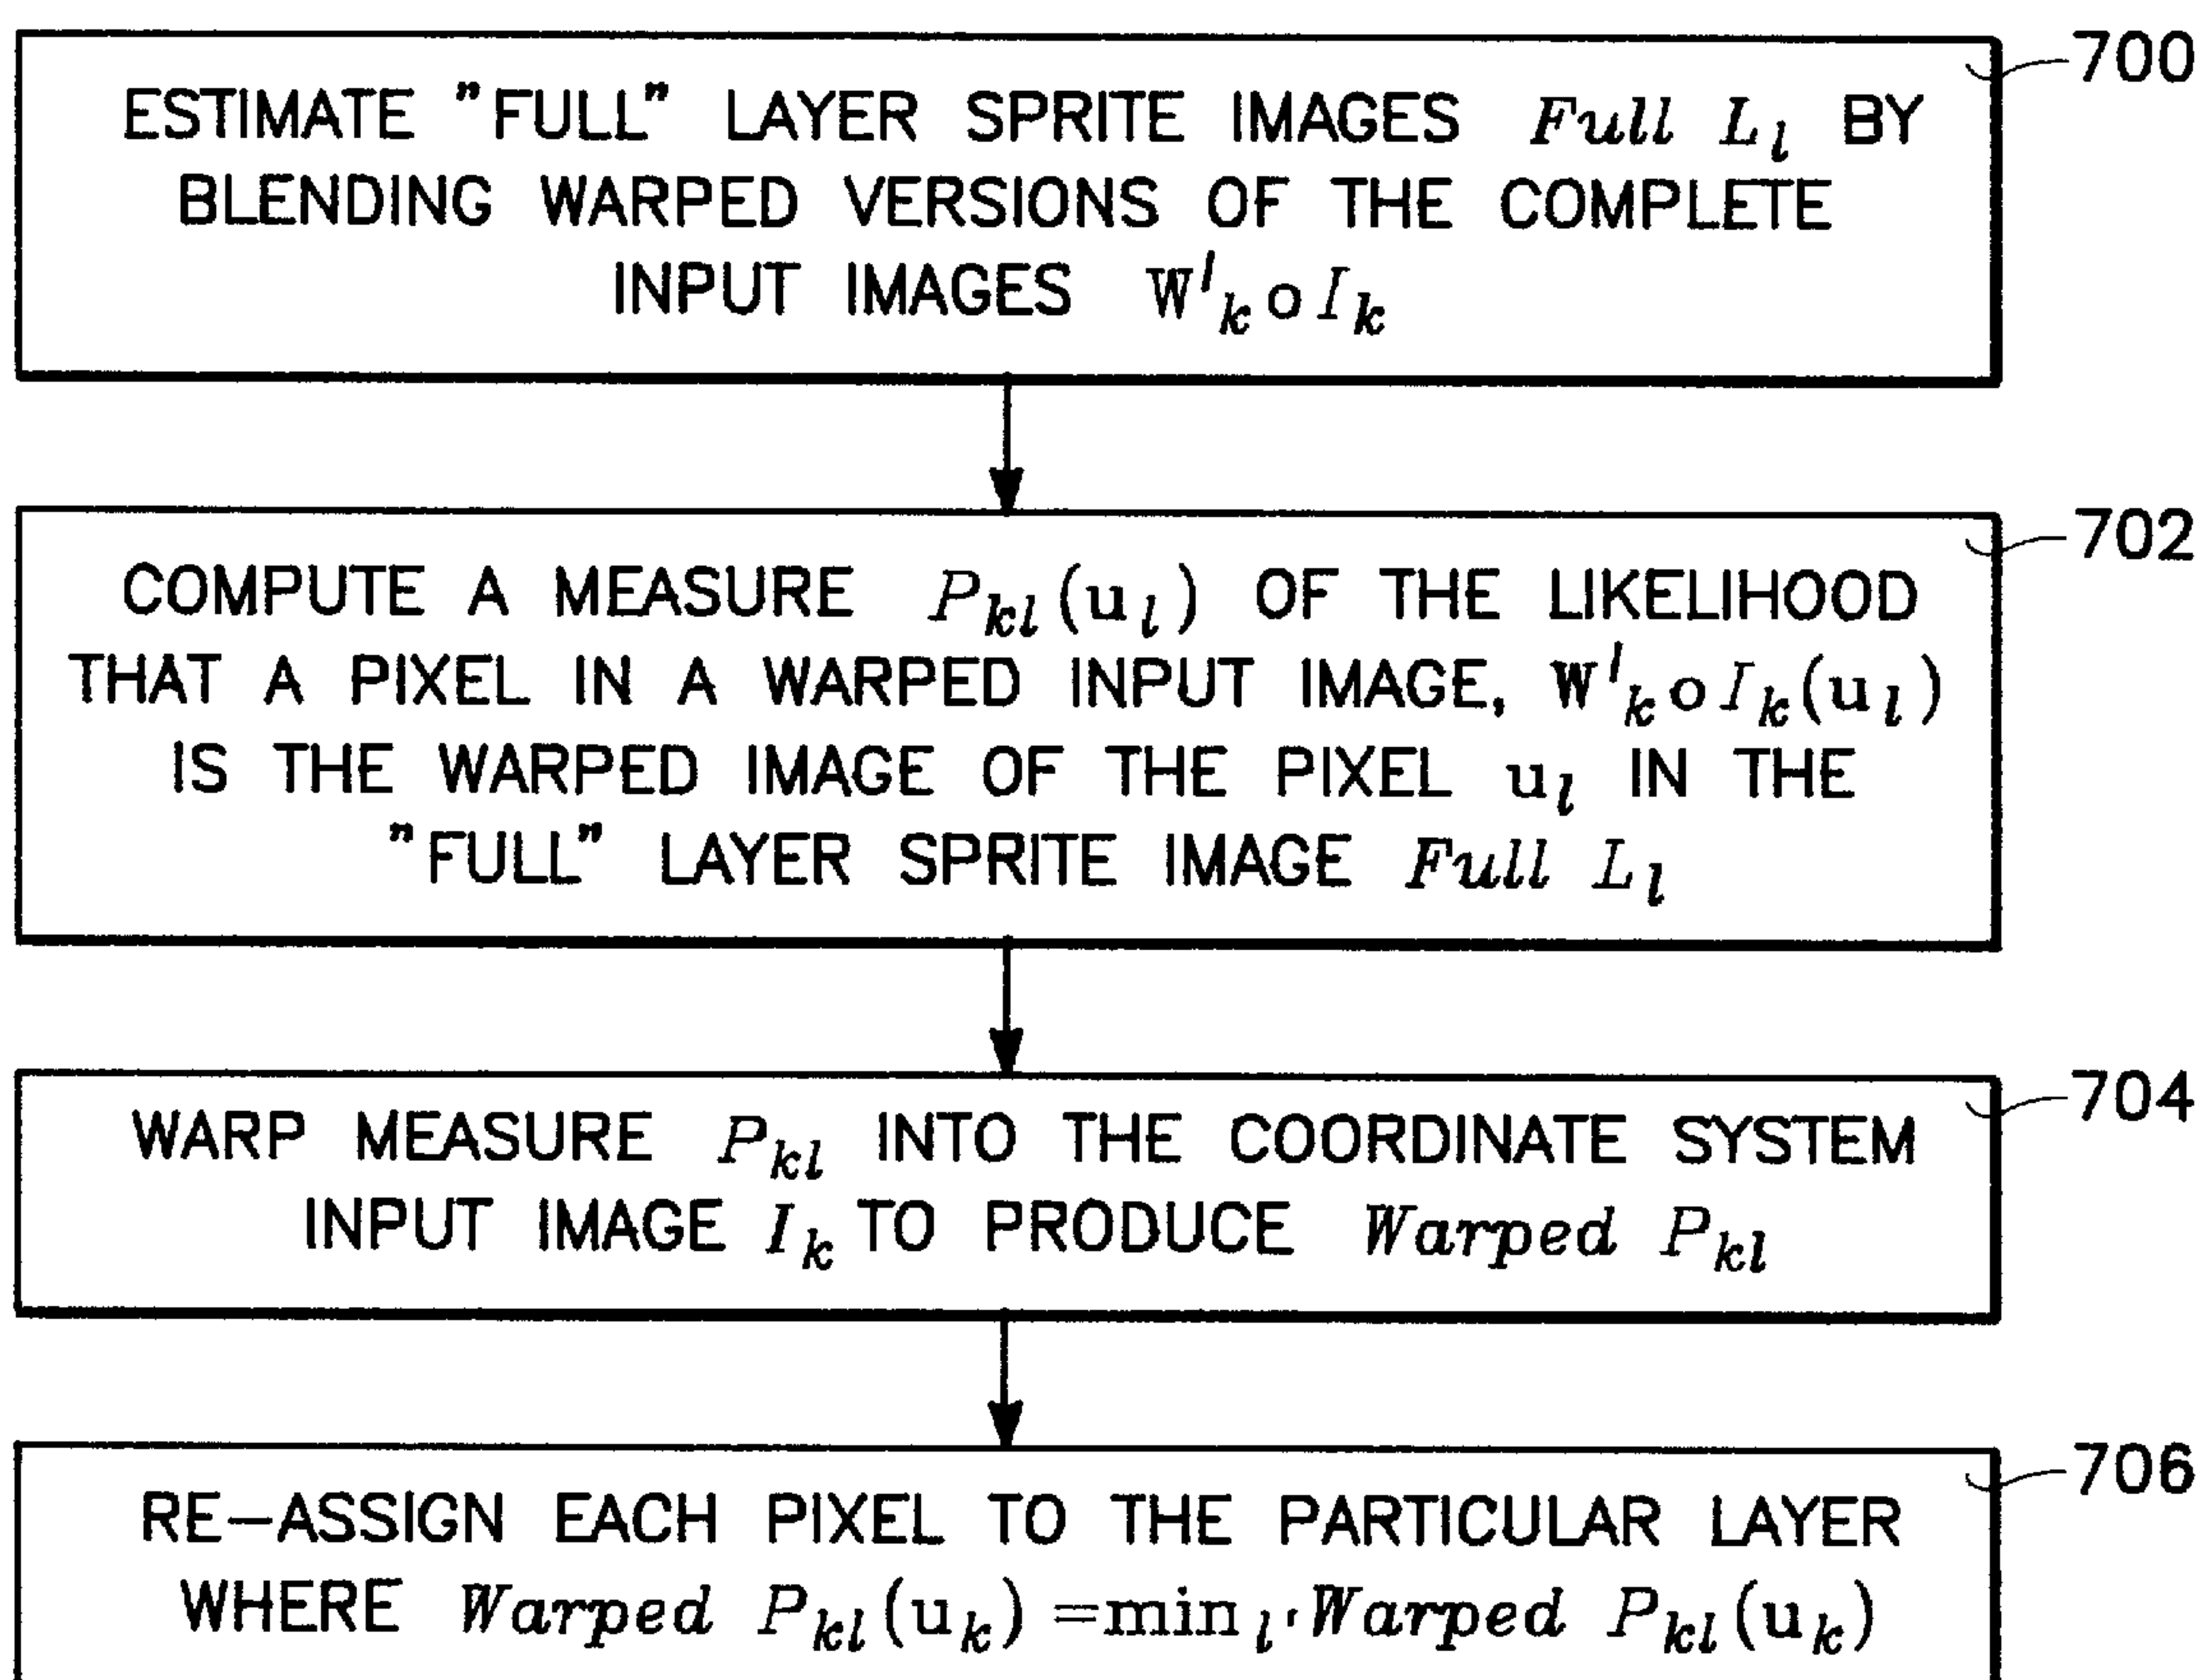 700
ESTIMATE "FULL" LAYER SPRITE IMAGES Full L_l BY
BLENDING WARPED VERSIONS OF THE COMPLETE
INPUT IMAGES W'_k o I_k
702
COMPUTE A MEASURE P_kl(u_l) OF THE LIKELIHOOD
THAT A PIXEL IN A WARPED INPUT IMAGE, W'_k o I_k(u_l)
IS THE WARPED IMAGE OF THE PIXEL u_l IN THE
"FULL" LAYER SPRITE IMAGE Full L_l
704
WARP MEASURE P_kl INTO THE COORDINATE SYSTEM
INPUT IMAGE I_k TO PRODUCE Warped P_kl
706
RE-ASSIGN EACH PIXEL TO THE PARTICULAR LAYER
WHERE Warped P_kl(u_k) =min_l' Warped P_kl(u_k)